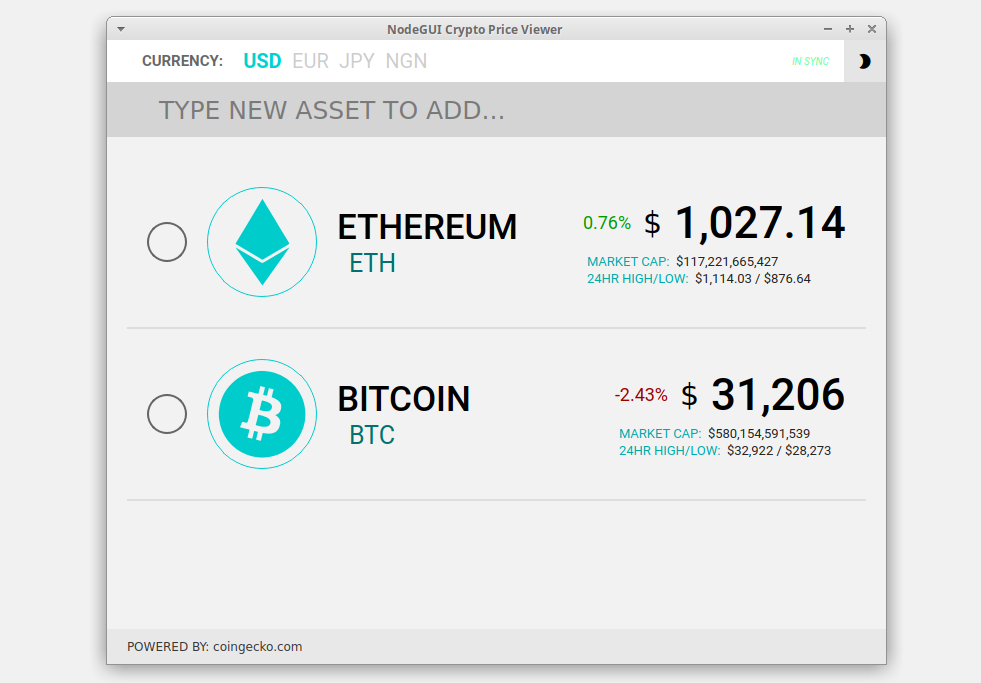 NodeGUI Crypto Price Viewer
CURRENCY: USD EUR JPY NGN IN SYNC
TYPE NEW ASSET TO ADD...
ETHEREUM
ETH
0.76% $ 1,027.14
MARKET CAP: $117,221,665,427
24HR HIGH/LOW: $1,114.03 / $876.64
BITCOIN
BTC
-2.43% $ 31,206
MARKET CAP: $580,154,591,539
24HR HIGH/LOW: $32,922 / $28,273
POWERED BY: coingecko.com